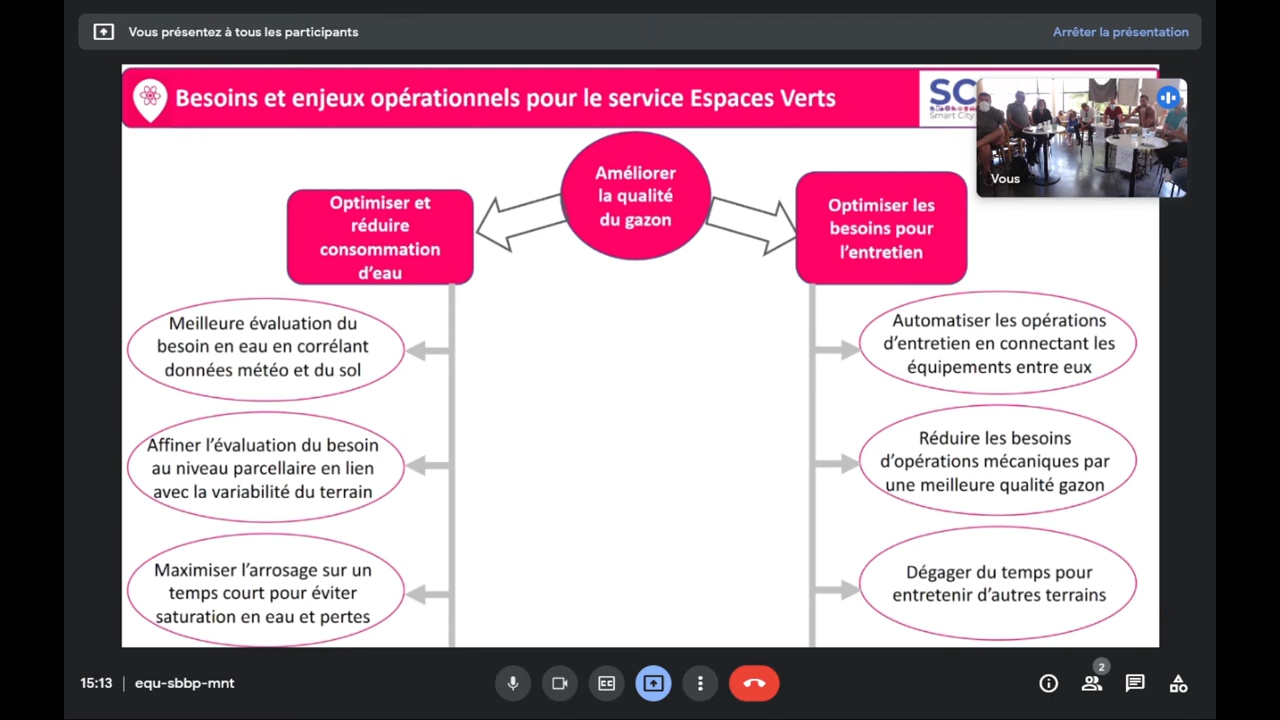 Vous présentez à tous les participants
Arrêter la présentation
Besoins et enjeux opérationnels pour le service Espaces Verts
SC
Smart City
Vous
Améliorer
la qualité
du gazon
Optimiser et
réduire
consommation
d'eau
Optimiser les
besoins pour
l'entretien
Meilleure évaluation du
besoin en eau en corrélant
données météo et du sol
Automatiser les opérations
d'entretien en connectant les
équipements entre eux
Affiner l'évaluation du besoin
au niveau parcellaire en lien
avec la variabilité du terrain
Réduire les besoins
d'opérations mécaniques par
une meilleure qualité gazon
Maximiser l'arrosage sur un
temps court pour éviter
saturation en eau et pertes
Dégager du temps pour
entretenir d'autres terrains
15:13 | equ-sbbp-mnt
CC
2